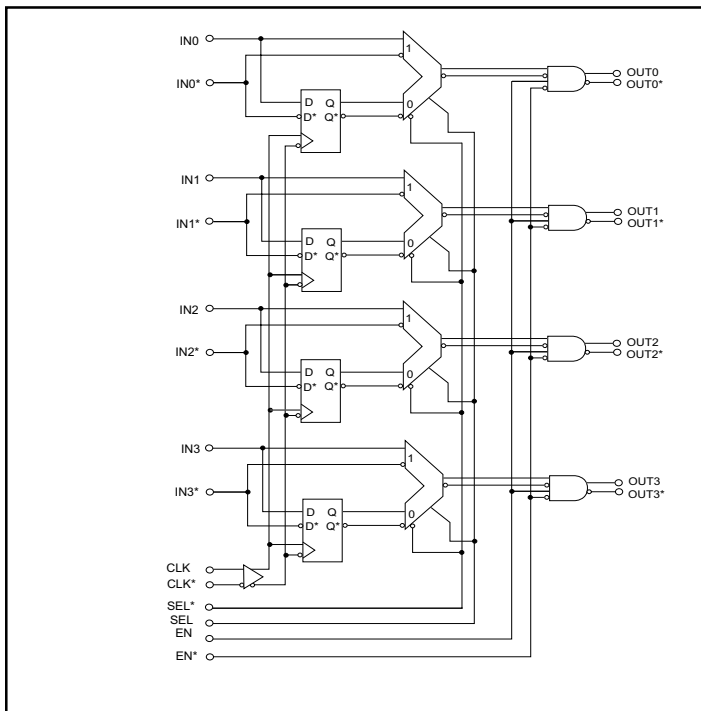 IN0
1
OUT0
IN0*
OUT0*
D Q
0
D* Q*
IN1
1
OUT1
IN1*
OUT1*
D Q
0
D* Q*
IN2
1
OUT2
IN2*
OUT2*
D Q
0
D* Q*
IN3
1
OUT3
IN3*
OUT3*
D Q
0
D* Q*
CLK
CLK*
SEL*
SEL
EN
EN*